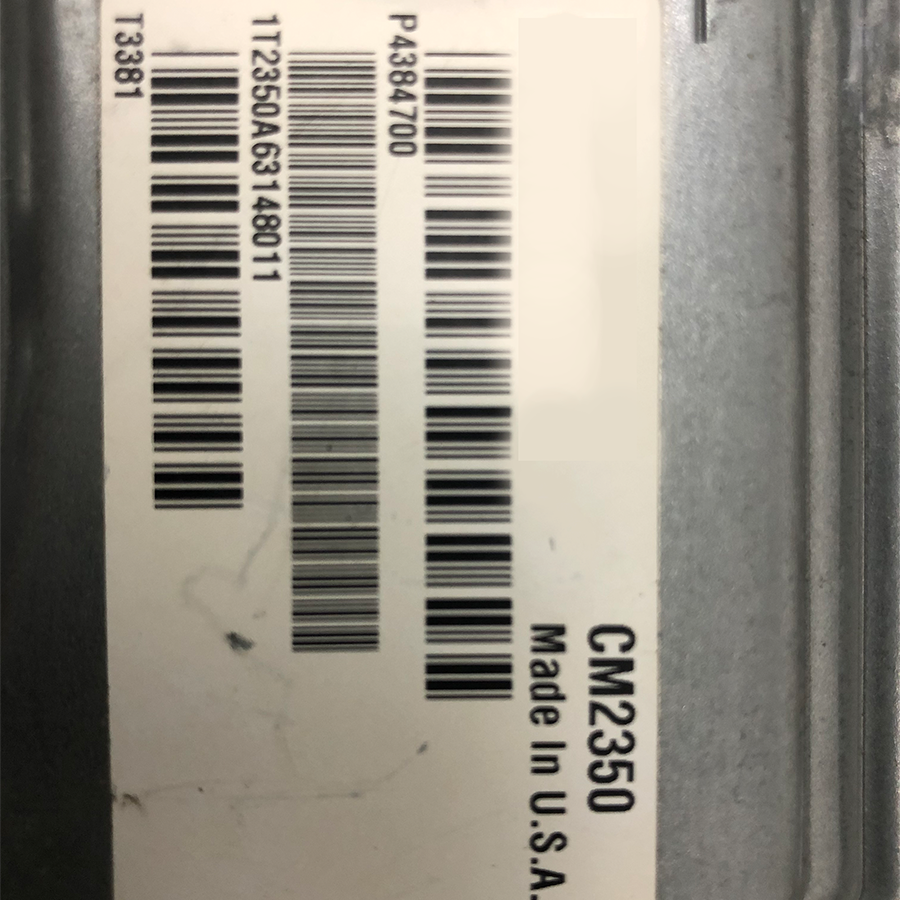 CM2350
Made In U.S.A.
P4384700
1T2350A63148011
T3381